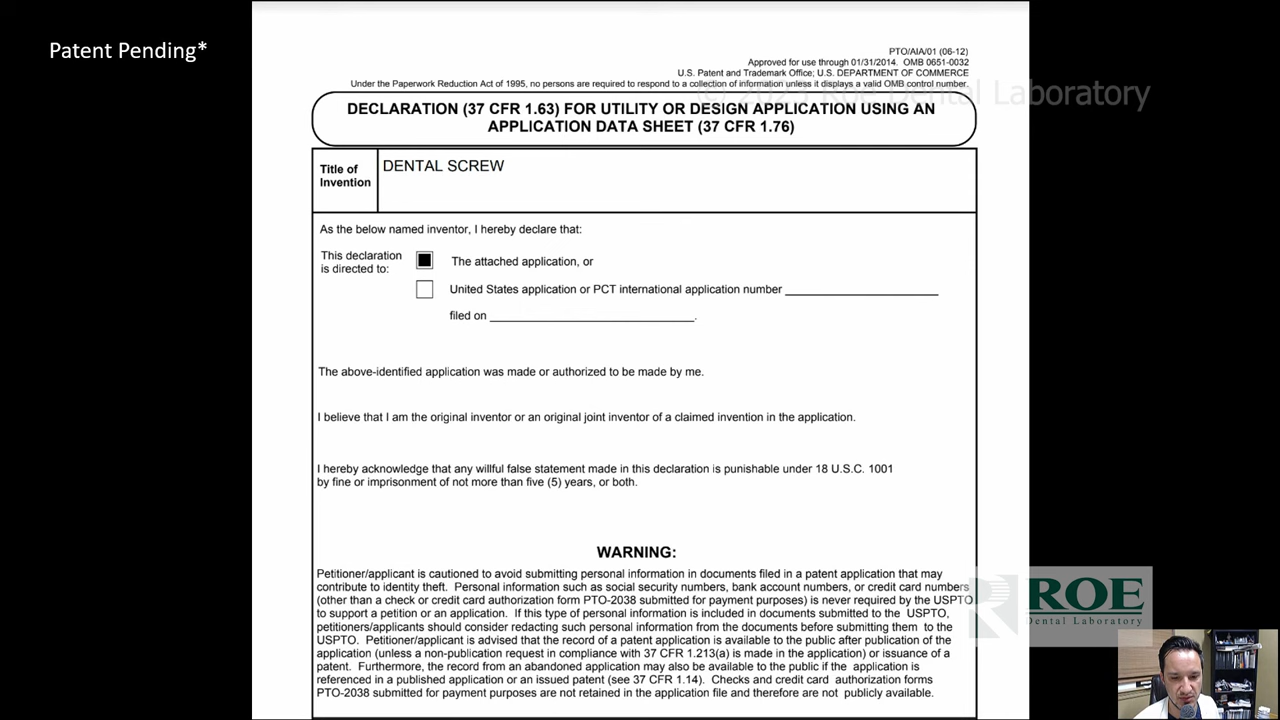 Patent Pending*
PTO/AIA/01 (06-12)
Approved for use through 01/31/2014. OMB 0651-0032
U.S. Patent and Trademark Office; U.S. DEPARTMENT OF COMMERCE
Under the Paperwork Reduction Act of 1995, no persons are required to respond to a collection of information unless it displays a valid OMB control number.
© 2023 Roe Dental Laboratory
DECLARATION (37 CFR 1.63) FOR UTILITY OR DESIGN APPLICATION USING AN
APPLICATION DATA SHEET (37 CFR 1.76)
Title of
Invention
DENTAL SCREW
As the below named inventor, I hereby declare that:
This declaration
is directed to:
The attached application, or
United States application or PCT international application number
filed on
The above-identified application was made or authorized to be made by me.
I believe that I am the original inventor or an original joint inventor of a claimed invention in the application.
I hereby acknowledge that any willful false statement made in this declaration is punishable under 18 U.S.C. 1001
by fine or imprisonment of not more than five (5) years, or both.
WARNING:
Petitioner/applicant is cautioned to avoid submitting personal information in documents filed in a patent application that may
contribute to identity theft. Personal information such as social security numbers, bank account numbers, or credit card numbers
(other than a check or credit card authorization form PTO-2038 submitted for payment purposes) is never required by the USPTO
to support a petition or an application. If this type of personal information is included in documents submitted to the USPTO,
petitioners/applicants should consider redacting such personal information from the documents before submitting them to the
USPTO. Petitioner/applicant is advised that the record of a patent application is available to the public after publication of the
application (unless a non-publication request in compliance with 37 CFR 1.213(a) is made in the application) or issuance of a
patent. Furthermore, the record from an abandoned application may also be available to the public if the application is
referenced in a published application or an issued patent (see 37 CFR 1.14). Checks and credit card authorization forms
PTO-2038 submitted for payment purposes are not retained in the application file and therefore are not publicly available.
ROE
Dental Laboratory